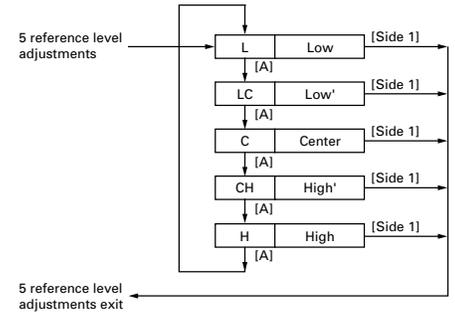 5 reference level
adjustments
L Low [Side 1]
[A]
LC Low' [Side 1]
[A]
C Center [Side 1]
[A]
CH High' [Side 1]
[A]
H High [Side 1]
[A]
5 reference level
adjustments exit